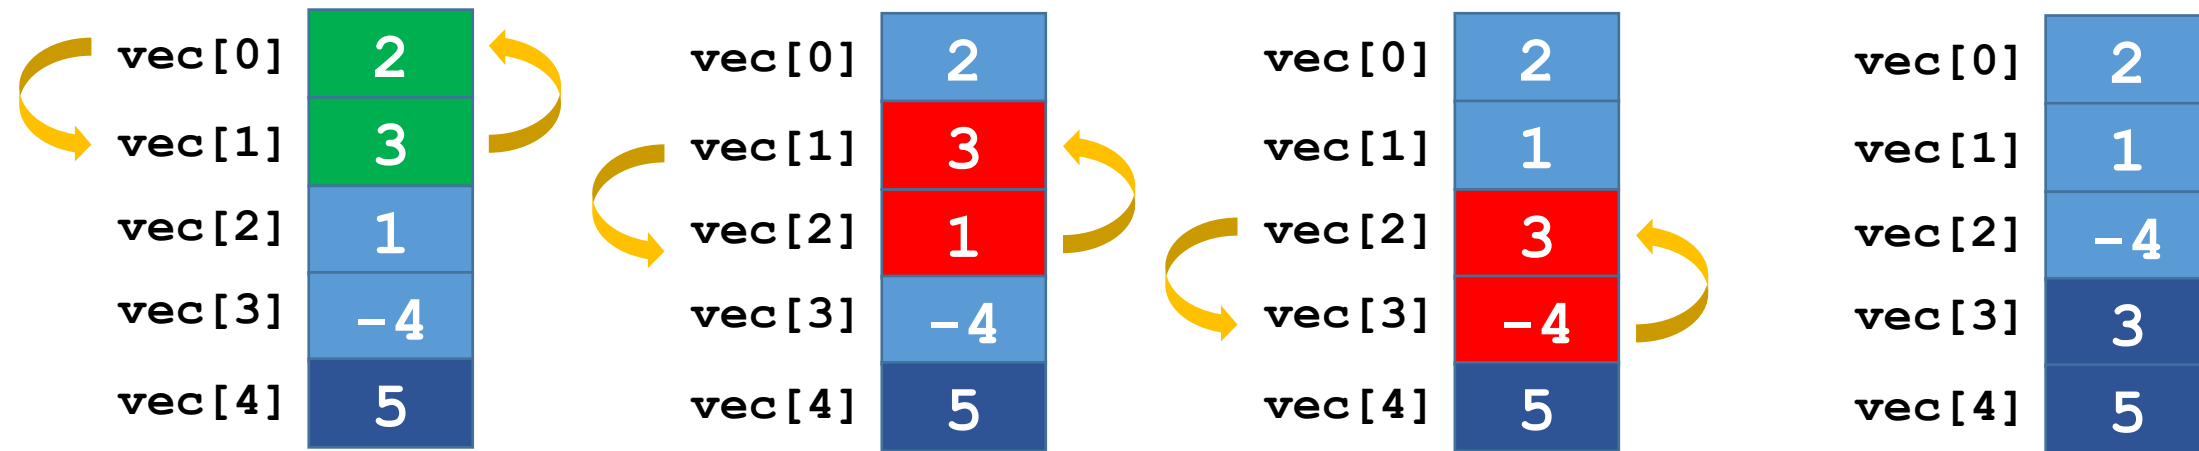 vec[0] 2 vec[0] 2 vec[0] 2 vec[0] 2
vec[1] 3 vec[1] 3 vec[1] 1 vec[1] 1
vec[2] 1 vec[2] 1 vec[2] 3 vec[2] -4
vec[3] -4 vec[3] -4 vec[3] -4 vec[3] 3
vec[4] 5 vec[4] 5 vec[4] 5 vec[4] 5